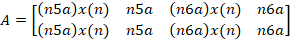 A = [(n5a)x(n) n5a (n6a)x(n) n6a
(n5a)x(n) n5a (n6a)x(n) n6a]